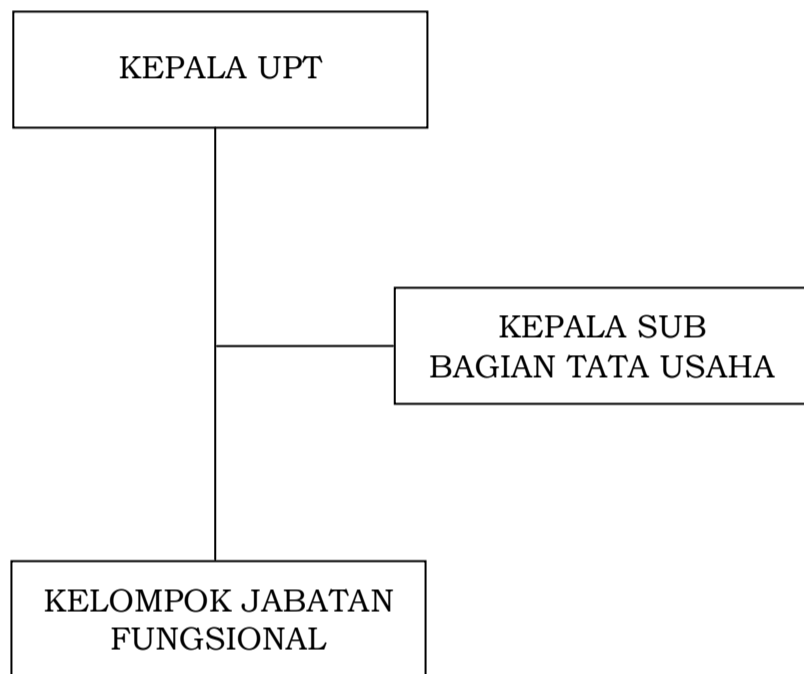 KEPALA UPT
KEPALA SUB
BAGIAN TATA USAHA
KELOMPOK JABATAN
FUNGSIONAL